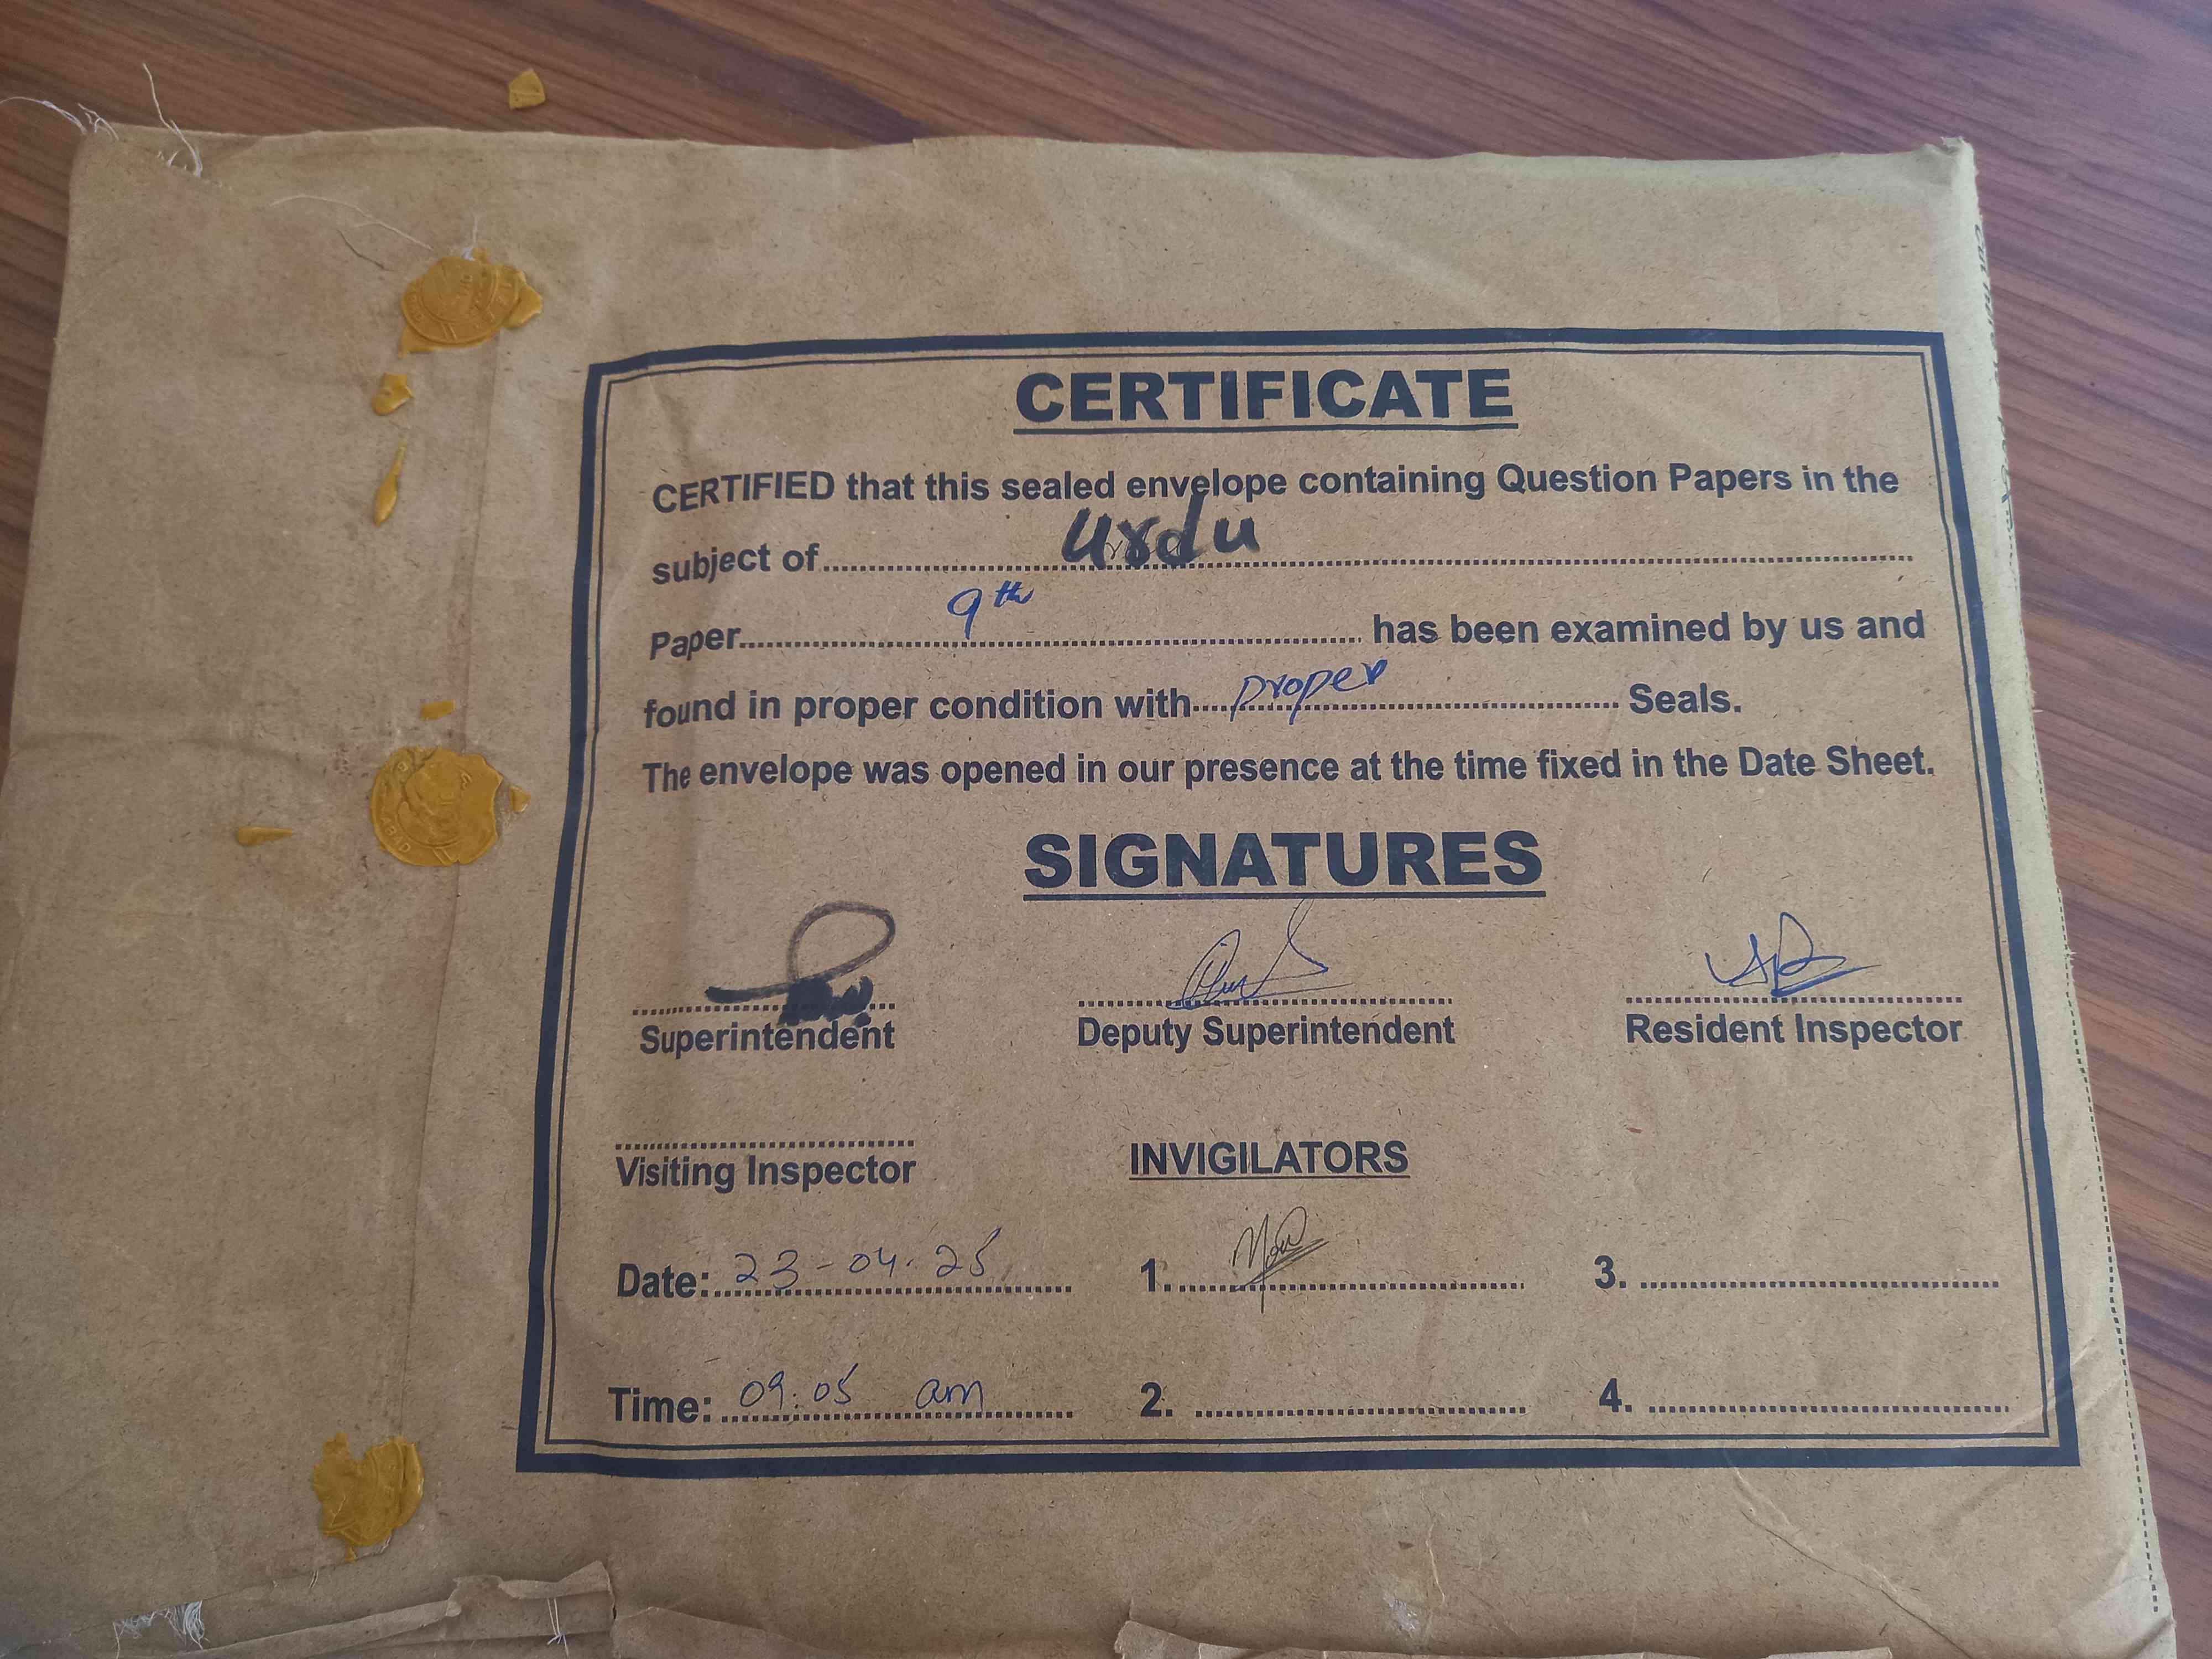 CERTIFICATE
CERTIFIED that this sealed envelope containing Question Papers in the
subject of Urdu
Paper 9th has been examined by us and
found in proper condition with proper Seals.
The envelope was opened in our presence at the time fixed in the Date Sheet.
SIGNATURES
Superintendent Deputy Superintendent Resident Inspector
Visiting Inspector INVIGILATORS
Date: 23-04-25 1. 3.
Time: 09:05 am 2. 4.